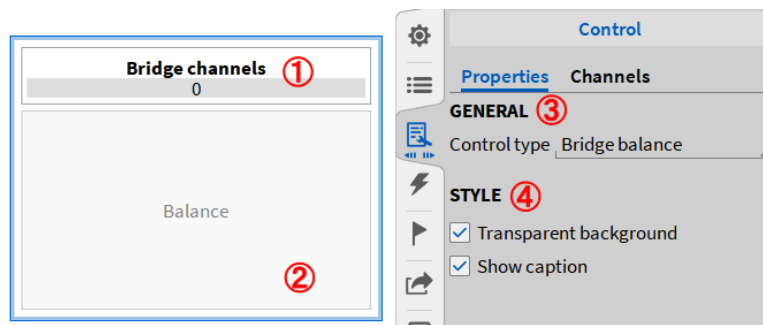 Bridge channels ①
0
Balance
②
Control
Properties Channels
GENERAL ③
Control type Bridge balance
STYLE ④
Transparent background
Show caption